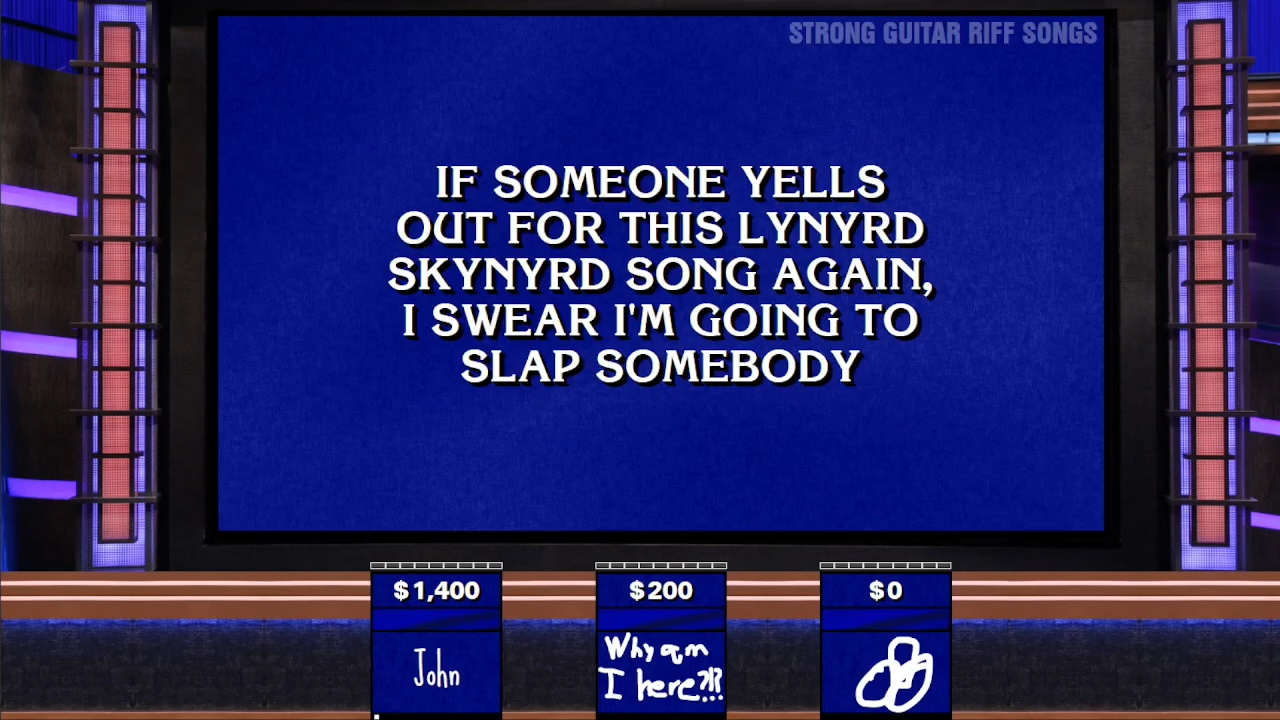 STRONG GUITAR RIFF SONGS
IF SOMEONE YELLS
OUT FOR THIS LYNYRD
SKYNYRD SONG AGAIN,
I SWEAR I'M GOING TO
SLAP SOMEBODY
$1,400
$200
$0
John
Why am
I here?!?